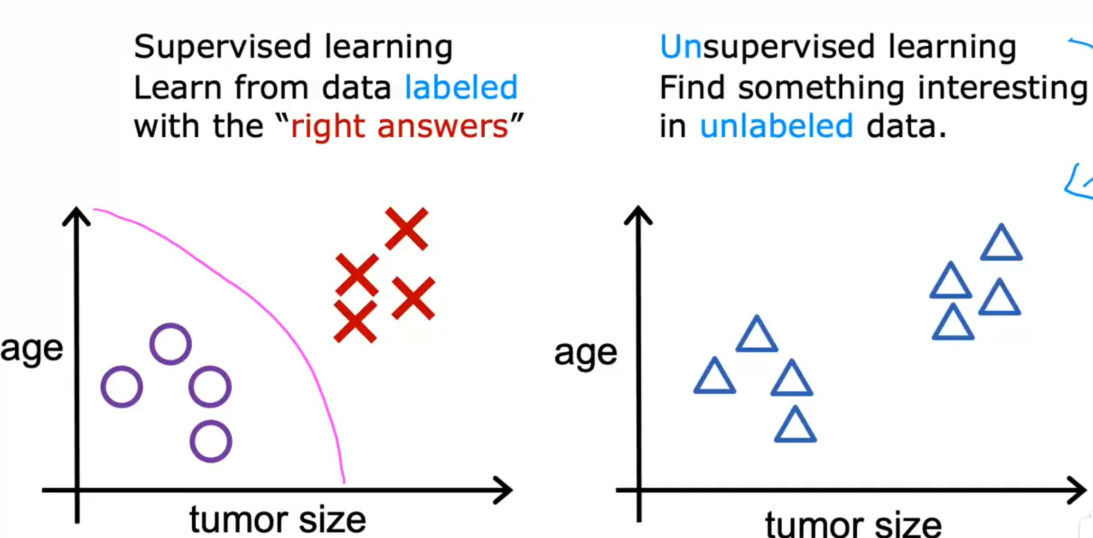 Supervised learning
Learn from data labeled
with the “right answers”
Unsupervised learning
Find something interesting
in unlabeled data.
age
tumor size
age
tumor size